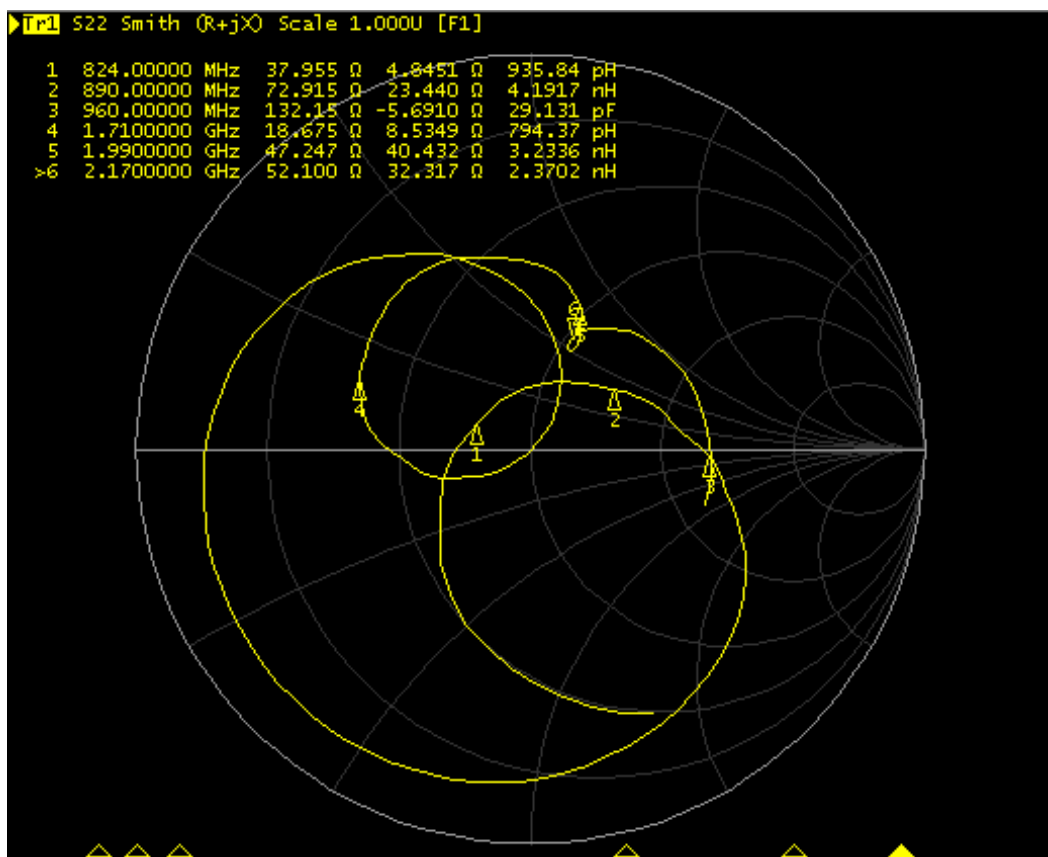 Tr1 S22 Smith (R+jX) Scale 1.000U [F1]
1 824.00000 MHz 37.955 Ω 4.8451 Ω 935.84 pH
2 890.00000 MHz 72.915 Ω 23.440 Ω 4.1917 nH
3 960.00000 MHz 132.15 Ω -5.6910 Ω 29.131 pF
4 1.7100000 GHz 18.675 Ω 8.5349 Ω 794.37 pH
5 1.9900000 GHz 47.247 Ω 40.432 Ω 3.2336 nH
>6 2.1700000 GHz 52.100 Ω 32.317 Ω 2.3702 nH
4
1
2
3